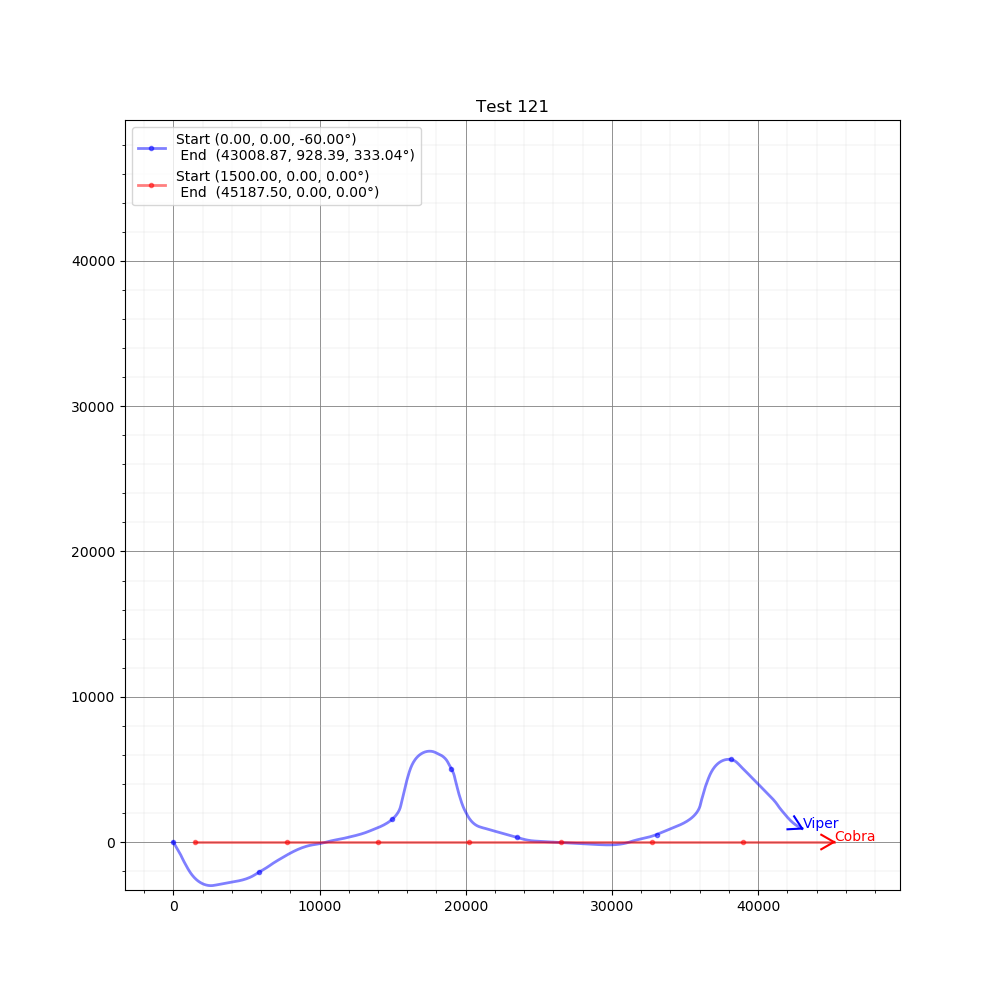 Test 121
Start (0.00, 0.00, -60.00°)
End  (43008.87, 928.39, 333.04°)
Start (1500.00, 0.00, 0.00°)
End  (45187.50, 0.00, 0.00°)
40000
30000
20000
10000
0
Viper
Cobra
0
10000
20000
30000
40000